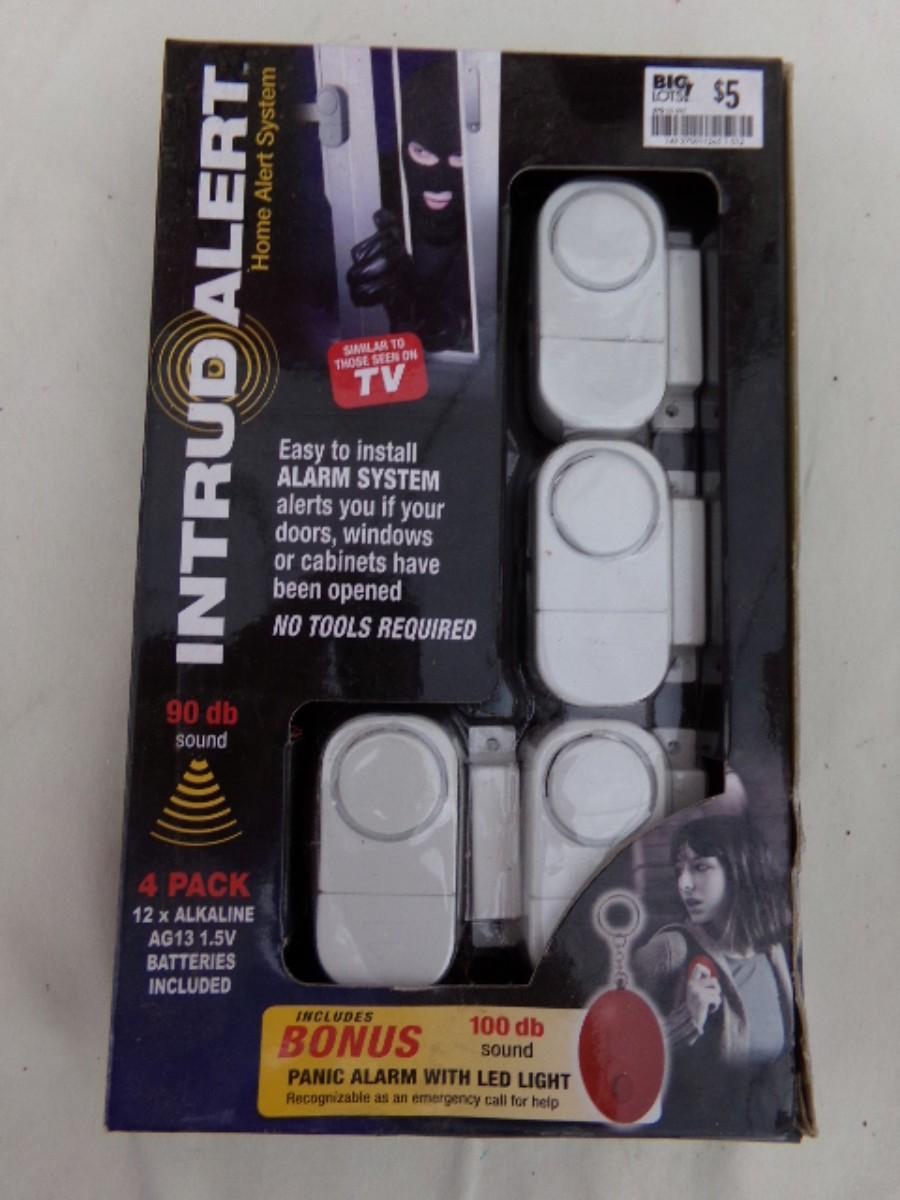 INTRUDALERT
Home Alert System
BIG
LOTS!
$5
SIMILAR TO
THOSE SEEN ON
TV
Easy to install
ALARM SYSTEM
alerts you if your
doors, windows
or cabinets have
been opened
NO TOOLS REQUIRED
90 db
sound
4 PACK
12 x ALKALINE
AG13 1.5V
BATTERIES
INCLUDED
INCLUDES
BONUS
100 db
sound
PANIC ALARM WITH LED LIGHT
Recognizable as an emergency call for help